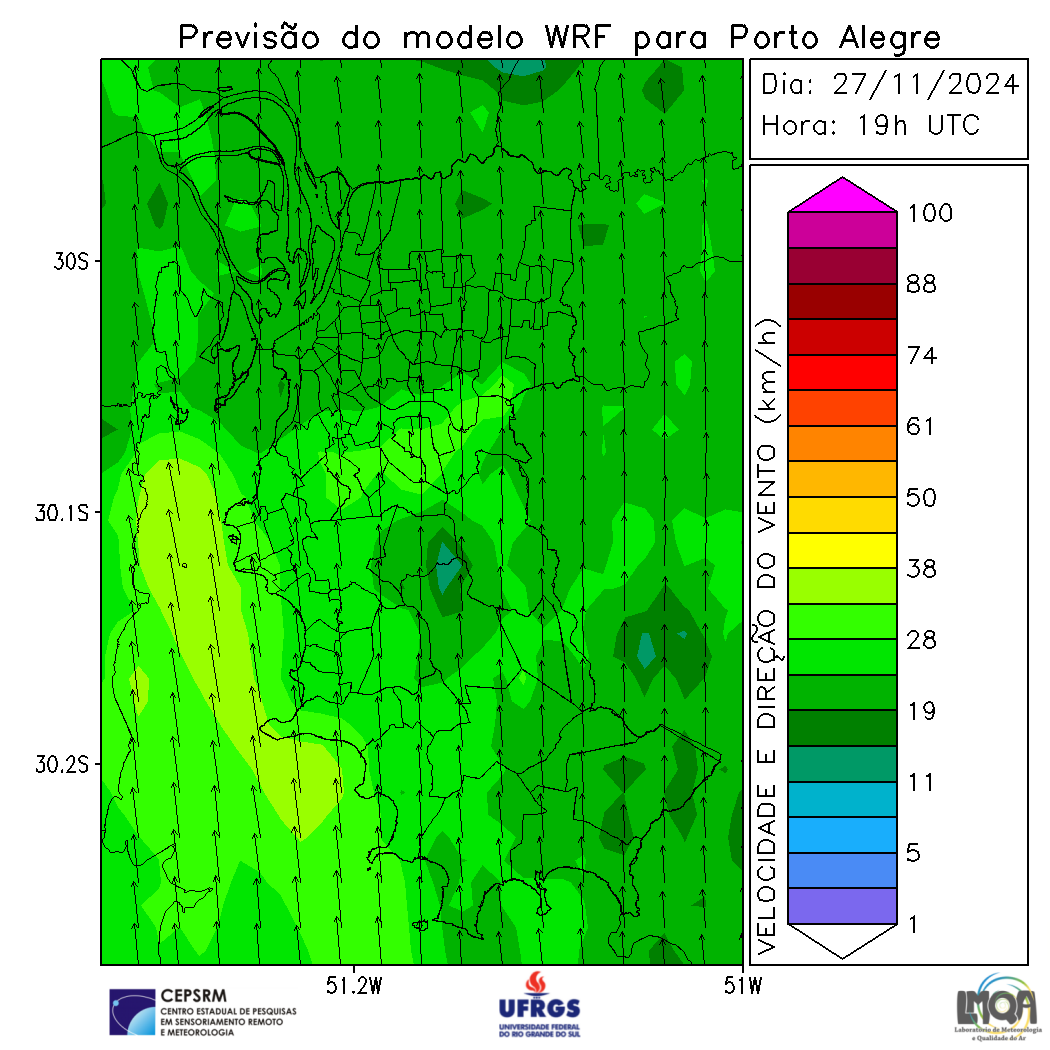 Previsão do modelo WRF para Porto Alegre
Dia: 27/11/2024
Hora: 19h UTC
30S
30.1S
30.2S
51.2W
51W
VELOCIDADE E DIREÇÃO DO VENTO (km/h)
100
88
74
61
50
38
28
19
11
5
1
CEPSRM
CENTRO ESTADUAL DE PESQUISAS
EM SENSORIAMENTO REMOTO
E METEOROLOGIA
UFRGS
UNIVERSIDADE FEDERAL
DO RIO GRANDE DO SUL
LMQA
Laboratório de Meteorologia
e Qualidade do Ar